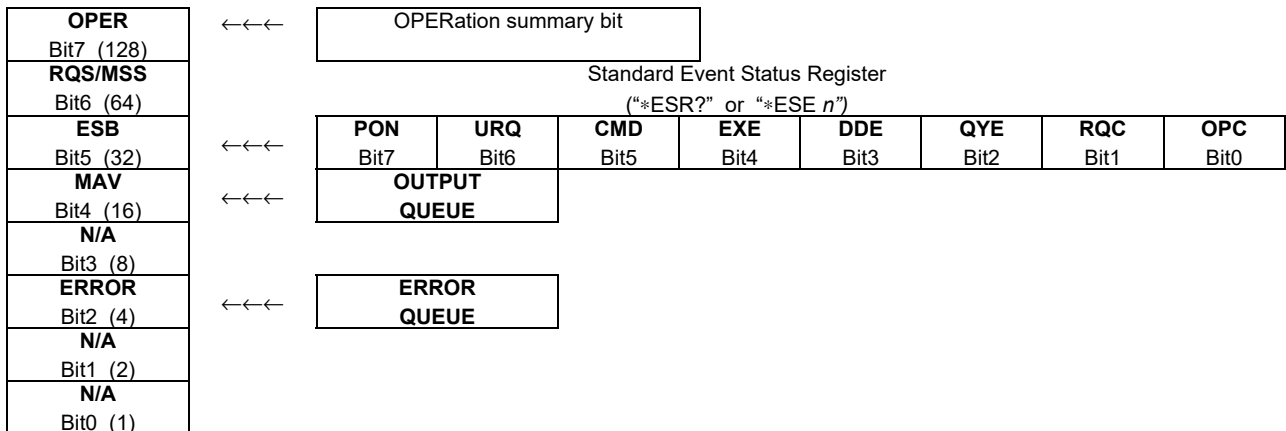 OPER ←←← OPERation summary bit
Bit7 (128)
RQS/MSS Standard Event Status Register
Bit6 (64) (“∗ESR?” or “∗ESE n”)
ESB ←←← PON URQ CMD EXE DDE QYE RQC OPC
Bit5 (32) Bit7 Bit6 Bit5 Bit4 Bit3 Bit2 Bit1 Bit0
MAV ←←← OUTPUT
Bit4 (16) QUEUE
N/A
Bit3 (8)
ERROR ←←← ERROR
Bit2 (4) QUEUE
N/A
Bit1 (2)
N/A
Bit0 (1)